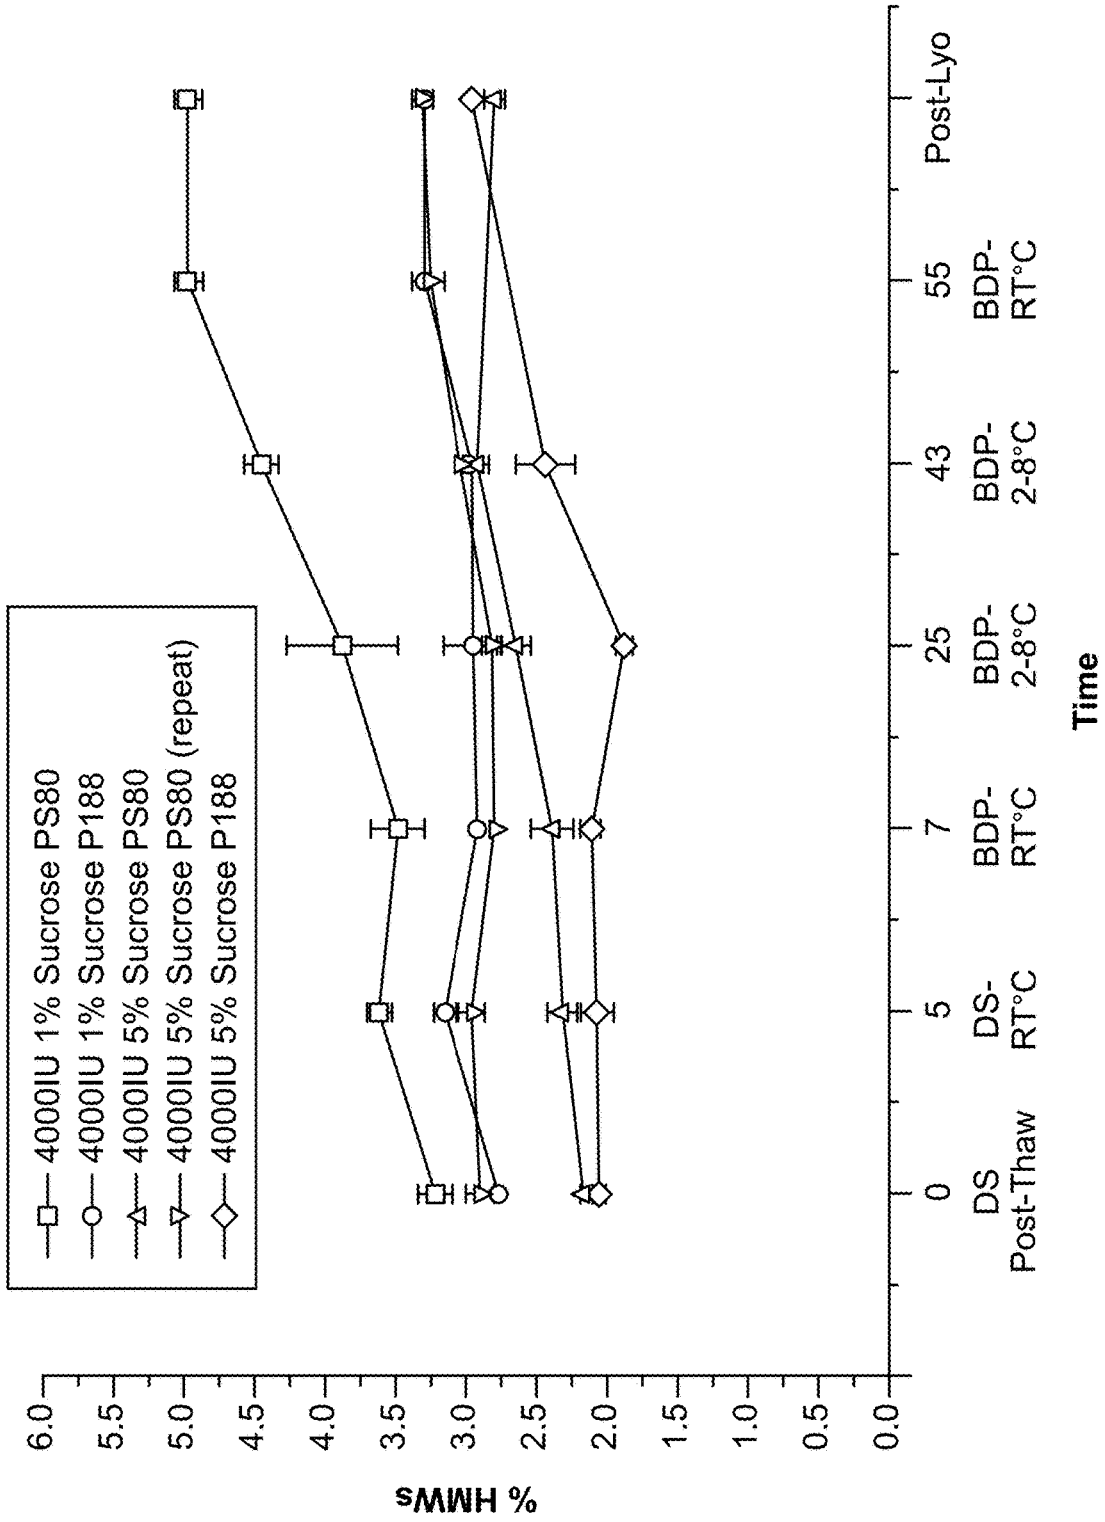 4000IU 1% Sucrose PS80
4000IU 1% Sucrose P188
4000IU 5% Sucrose PS80
4000IU 5% Sucrose PS80 (repeat)
4000IU 5% Sucrose P188
% HMWs
6.0
5.5
5.0
4.5
4.0
3.5
3.0
2.5
2.0
1.5
1.0
0.5
0.0
0 5 7 25 43 55 Post-Lyo
DS DS- BDP- BDP- BDP- BDP-
Post-Thaw RT°C RT°C 2-8°C 2-8°C RT°C
Time